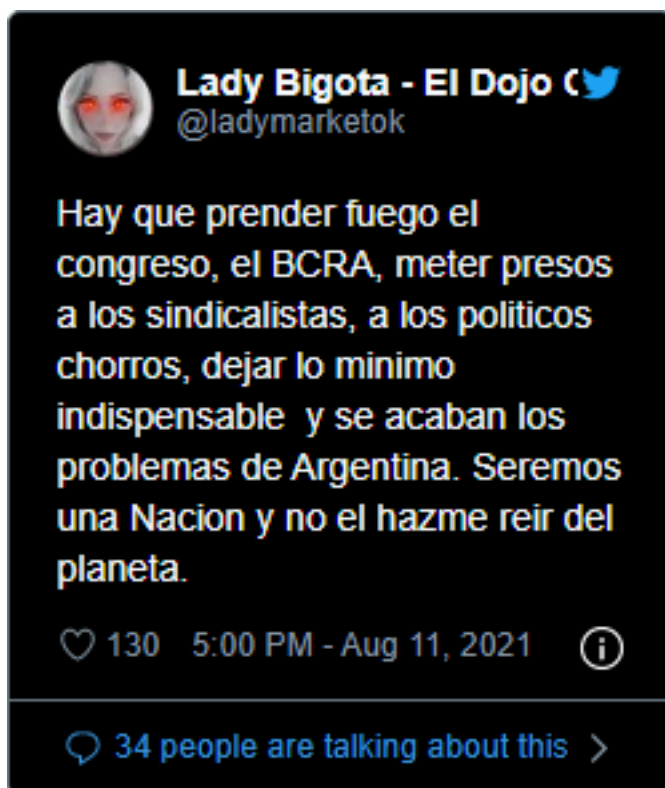 Lady Bigota - El Dojo C
@ladymarketok
Hay que prender fuego el
congreso, el BCRA, meter presos
a los sindicalistas, a los politicos
chorros, dejar lo minimo
indispensable  y se acaban los
problemas de Argentina. Seremos
una Nacion y no el hazme reir del
planeta.
130 5:00 PM - Aug 11, 2021
34 people are talking about this